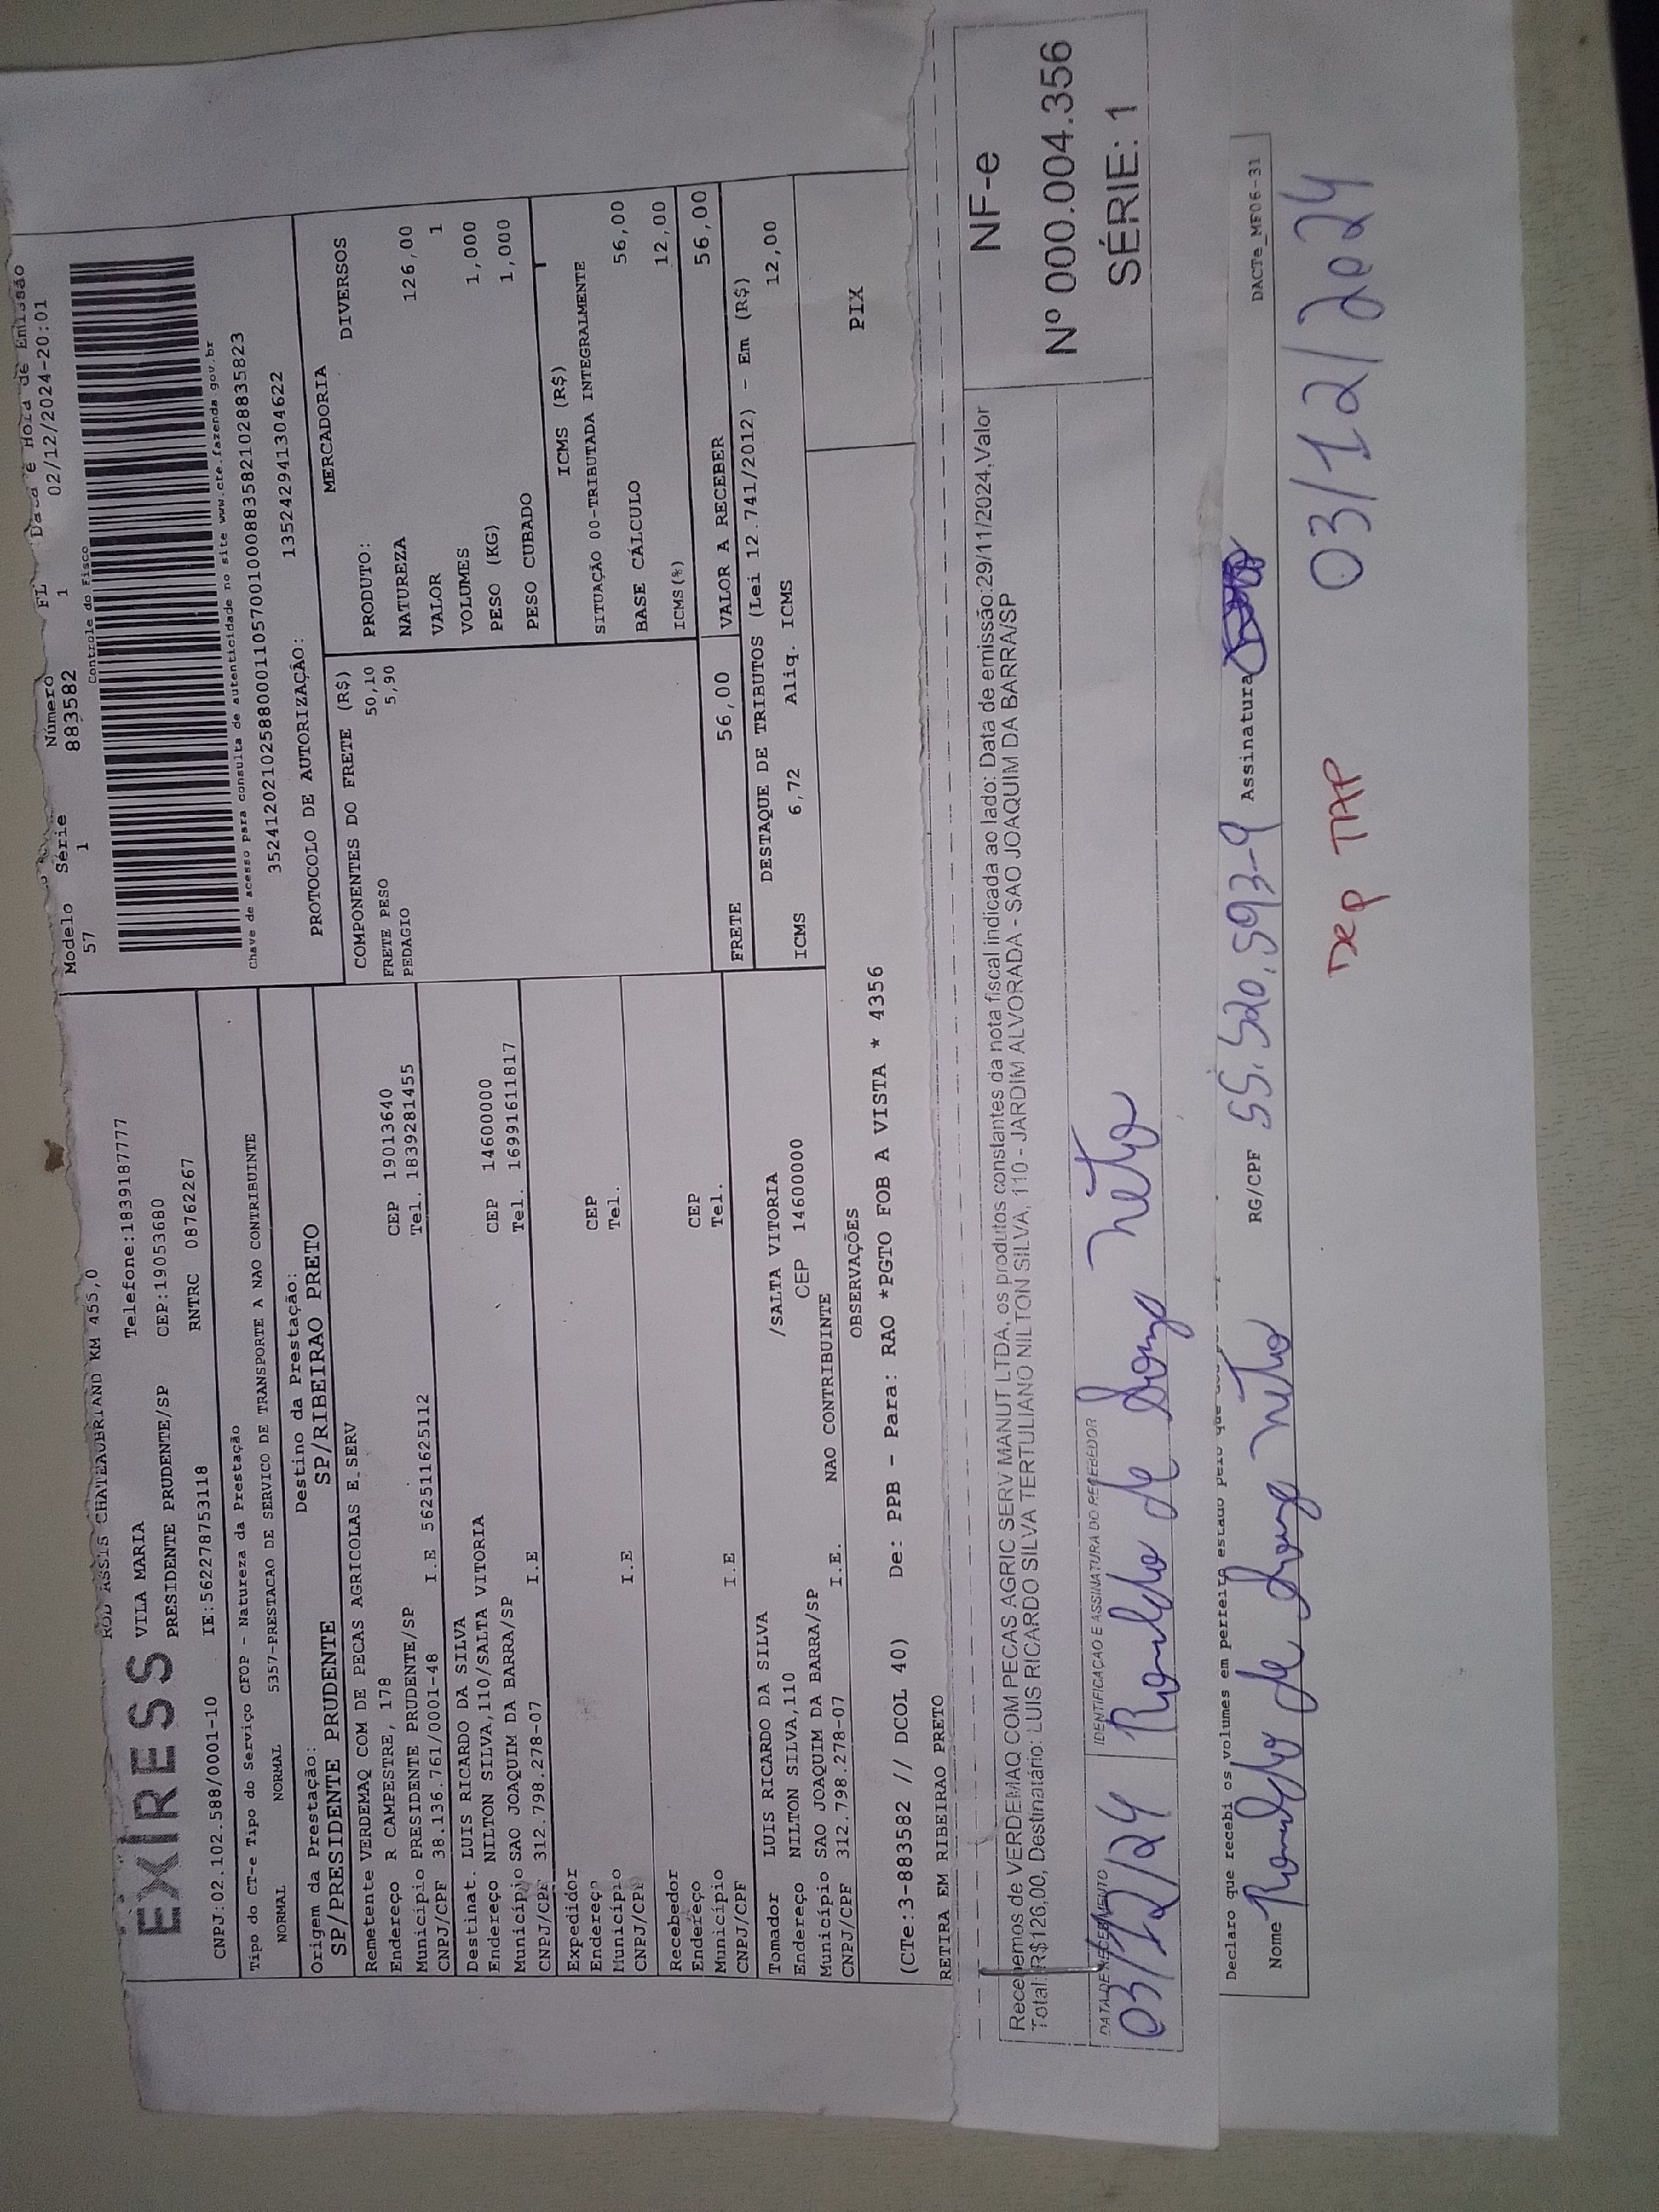 EXPRESS
ROD ASSIS CHATEAUBRIAND KM 455,0
VILA MARIA Telefone:1839187777
PRESIDENTE PRUDENTE/SP CEP:19053680
CNPJ:02.102.588/0001-10 IE:562278753118 RNTRC 08762267
Tipo do CT-e Tipo do Serviço CFOP - Natureza da Prestação
NORMAL NORMAL 5357-PRESTACAO DE SERVICO DE TRANSPORTE A NAO CONTRIBUINTE
Origem da Prestação: Destino da Prestação:
SP/PRESIDENTE PRUDENTE SP/RIBEIRAO PRETO
Remetente VERDEMAQ COM DE PECAS AGRICOLAS E SERV
Endereço R CAMPESTRE, 178 CEP 19013640
Município PRESIDENTE PRUDENTE/SP Tel. 1839281455
CNPJ/CPF 38.136.761/0001-48 I.E 562511625112
Destinat. LUIS RICARDO DA SILVA
Endereço NILTON SILVA,110/SALTA VITORIA CEP 14600000
Município SAO JOAQUIM DA BARRA/SP Tel. 16991611817
CNPJ/CPF 312.798.278-07 I.E
Expedidor
Endereço CEP
Município Tel.
CNPJ/CPF I.E
Recebedor
Endereço CEP
Município Tel.
CNPJ/CPF I.E
Tomador LUIS RICARDO DA SILVA /SALTA VITORIA
Endereço NILTON SILVA,110 CEP 14600000
Município SAO JOAQUIM DA BARRA/SP
CNPJ/CPF 312.798.278-07 I.E. NAO CONTRIBUINTE
Modelo Série Número FL Data e Hora de Emissão
57 1 883582 1 02/12/2024-20:01
Controle do Fisco
Chave de acesso para consulta de autenticidade no site www.cte.fazenda.gov.br
35241202102588000110570010008835821028835823
PROTOCOLO DE AUTORIZAÇÃO: 135242941304622
COMPONENTES DO FRETE (R$)
FRETE PESO 50,10
PEDAGIO 5,90
MERCADORIA
PRODUTO: DIVERSOS
NATUREZA
VALOR 126,00
VOLUMES 1
PESO (KG) 1,000
PESO CUBADO 1,000
ICMS (R$)
SITUAÇÃO 00-TRIBUTADA INTEGRALMENTE
BASE CÁLCULO 56,00
ICMS(%) 12,00
FRETE 56,00 VALOR A RECEBER 56,00
DESTAQUE DE TRIBUTOS (Lei 12.741/2012) - Em (R$)
ICMS 6,72 Aliq. ICMS 12,00
OBSERVAÇÕES
(CTe:3-883582 // DCOL 40) De: PPB - Para: RAO *PGTO FOB A VISTA * 4356
PIX
RETIRA EM RIBEIRAO PRETO
Recebemos de VERDEMAQ COM PECAS AGRIC SERV MANUT LTDA, os produtos constantes da nota fiscal indicada ao lado: Data de emissão:29/11/2024,Valor
Total: R$126,00, Destinatário: LUIS RICARDO SILVA TERTULIANO NILTON SILVA, 110 - JARDIM ALVORADA - SAO JOAQUIM DA BARRA/SP
NF-e
Nº 000.004.356
SÉRIE: 1
DATA DE RECEBIMENTO IDENTIFICAÇÃO E ASSINATURA DO RECEBEDOR
03/12/24 Romildo de Souza Neto
Declaro que recebi os volumes em perfeito estado pelo que
Nome Romildo de Souza Neto RG/CPF 55.520.593-9 Assinatura
DACTe_MF06-31
Dep TAP 03/12/2024